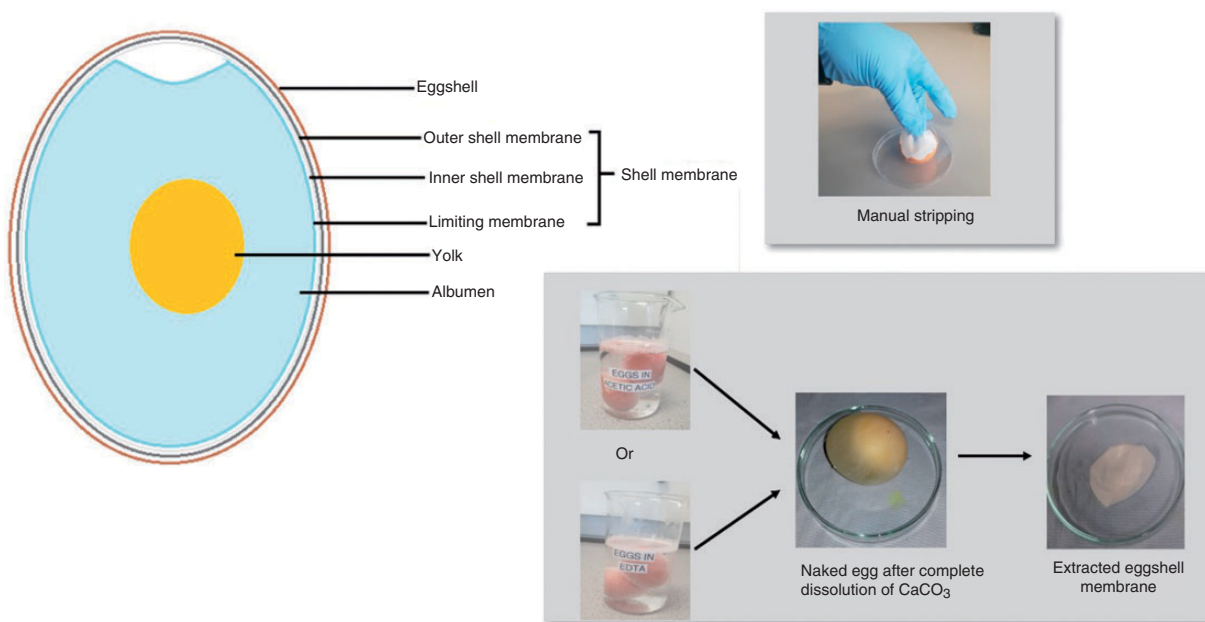 Eggshell
Outer shell membrane
Inner shell membrane
Shell membrane
Limiting membrane
Yolk
Albumen
Manual stripping
EGGS IN
ACETIC ACID
Or
EGGS IN
EDTA
Naked egg after complete
dissolution of CaCO₃
Extracted eggshell
membrane